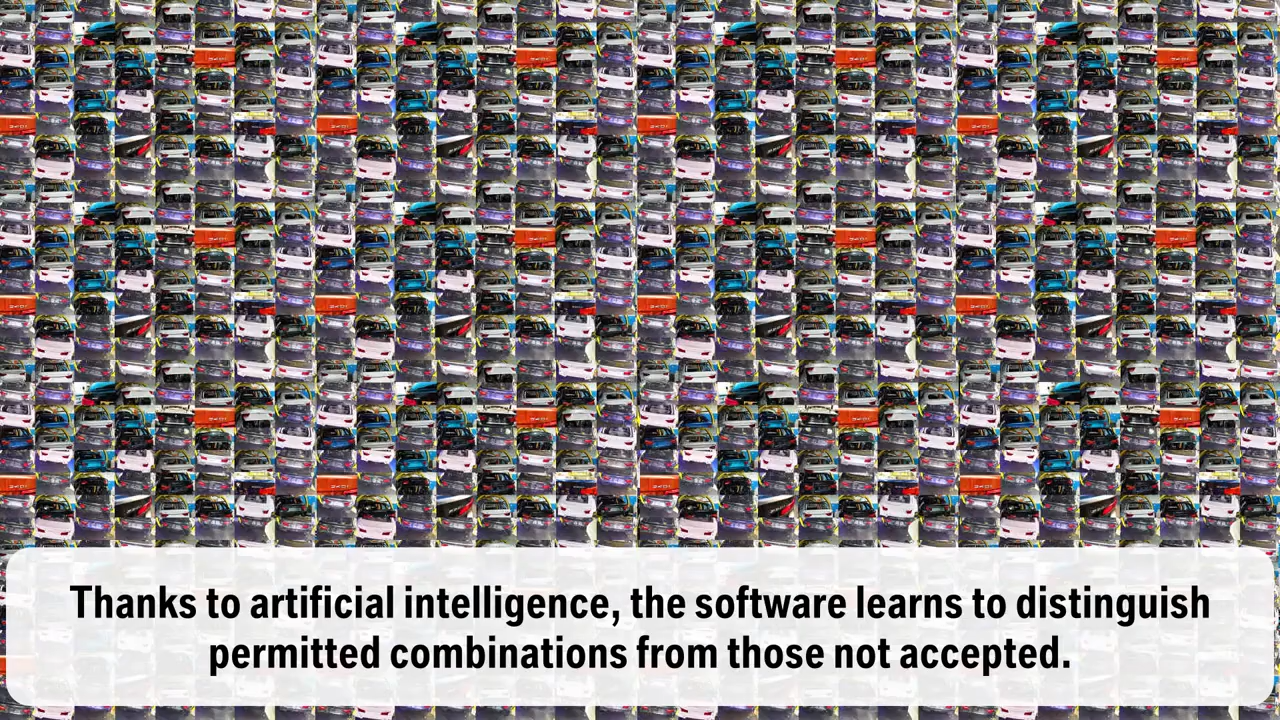 Thanks to artificial intelligence, the software learns to distinguish
permitted combinations from those not accepted.